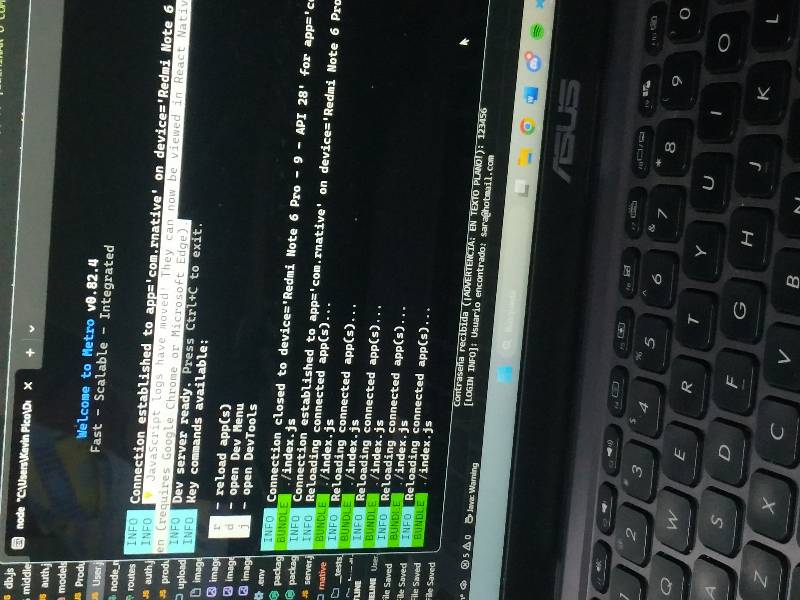 db.js
middle
auth.j
models
Produ
User.j
node_m
routes
auth.j
produ
upload
image
image
image
.env
packag
packag
server.j
rnative
__tests_
TLINE
MELINE User.
File Saved
File Saved
File Saved
File Saved
node "C:\Users\Kevin Pico\De
Welcome to Metro v0.82.4
Fast - Scalable - Integrated
INFO Connection established to app='com.rnative' on device='Redmi Note 6
INFO 💡 JavaScript logs have moved! They can now be viewed in React Nativ
en (requires Google Chrome or Microsoft Edge).
INFO Dev server ready. Press Ctrl+C to exit.
INFO Key commands available:
r - reload app(s)
d - open Dev Menu
j - open DevTools
INFO Connection closed to device='Redmi Note 6 Pro - 9 - API 28' for app='co
BUNDLE ./index.js
INFO Connection established to app='com.rnative' on device='Redmi Note 6 Pro
INFO Reloading connected app(s)...
BUNDLE ./index.js
INFO Reloading connected app(s)...
BUNDLE ./index.js
INFO Reloading connected app(s)...
BUNDLE ./index.js
INFO Reloading connected app(s)...
BUNDLE ./index.js
INFO Reloading connected app(s)...
BUNDLE ./index.js
Contraseña recibida (¡ADVERTENCIA: EN TEXTO PLANO!): 123456
[LOGIN INFO]: Usuario encontrado: sara@hotmail.com
5 0 Java: Warning
Búsqueda
ASUS
1 2 3 4 5 6 7 8 9 0
Q W E R T Y U I O
A S D F G H J K L
Z X C V B N M